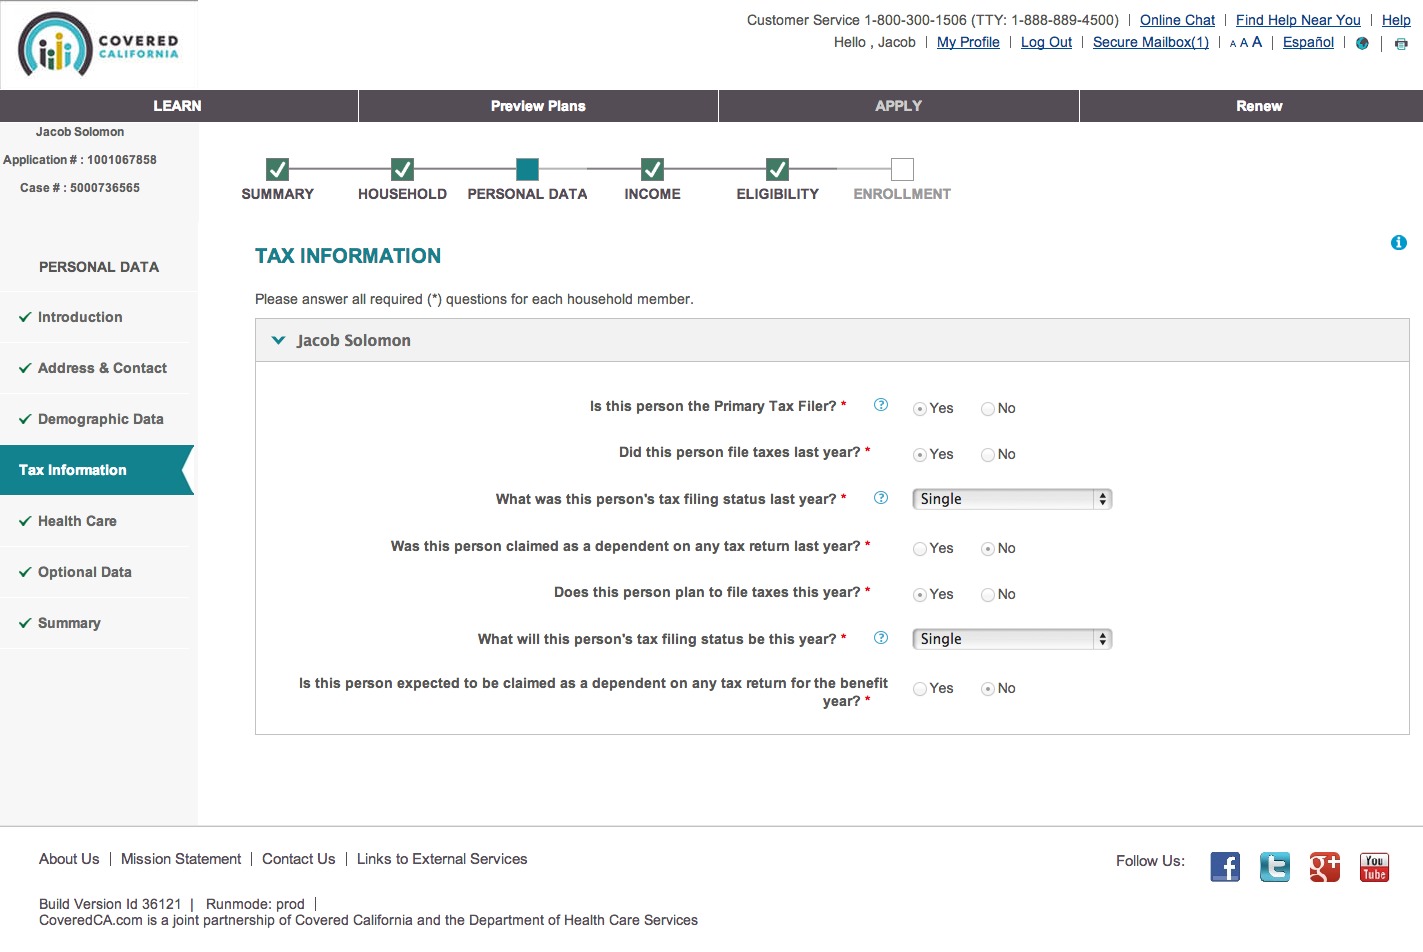 COVERED
CALIFORNIA
Customer Service 1-800-300-1506 (TTY: 1-888-889-4500) | Online Chat | Find Help Near You | Help
Hello , Jacob | My Profile | Log Out | Secure Mailbox(1) | A A A | Español |
LEARN Preview Plans APPLY Renew
Jacob Solomon
Application # : 1001067858
Case # : 5000736565
SUMMARY HOUSEHOLD PERSONAL DATA INCOME ELIGIBILITY ENROLLMENT
PERSONAL DATA
Introduction
Address & Contact
Demographic Data
Tax Information
Health Care
Optional Data
Summary
TAX INFORMATION
Please answer all required (*) questions for each household member.
Jacob Solomon
Is this person the Primary Tax Filer? * ? Yes No
Did this person file taxes last year? * Yes No
What was this person's tax filing status last year? * ? Single
Was this person claimed as a dependent on any tax return last year? * Yes No
Does this person plan to file taxes this year? * Yes No
What will this person's tax filing status be this year? * ? Single
Is this person expected to be claimed as a dependent on any tax return for the benefit
year? * Yes No
About Us | Mission Statement | Contact Us | Links to External Services
Follow Us: f t g+ You Tube
Build Version Id 36121 | Runmode: prod |
CoveredCA.com is a joint partnership of Covered California and the Department of Health Care Services